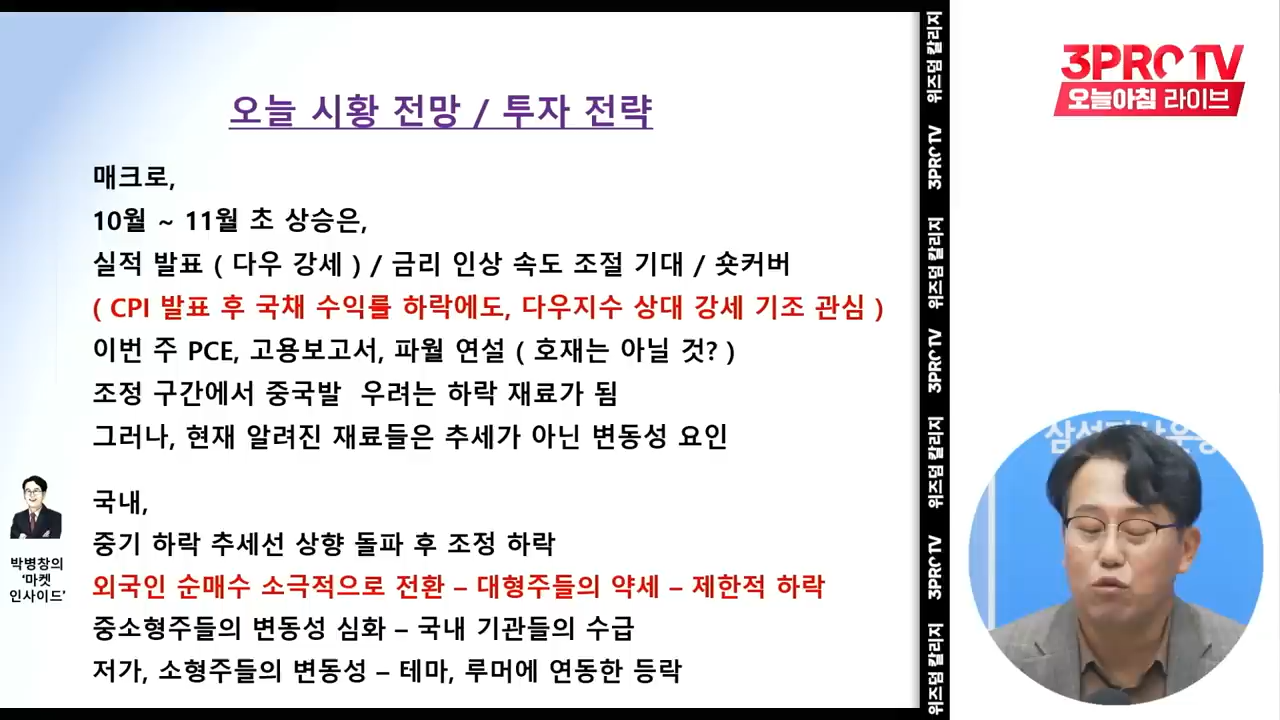 오늘 시황 전망 / 투자 전략
매크로,
10월 ~ 11월 초 상승은,
실적 발표 ( 다우 강세 ) / 금리 인상 속도 조절 기대 / 숏커버
( CPI 발표 후 국채 수익률 하락에도, 다우지수 상대 강세 기조 관심 )
이번 주 PCE, 고용보고서, 파월 연설 ( 호재는 아닐 것? )
조정 구간에서 중국발 우려는 하락 재료가 됨
그러나, 현재 알려진 재료들은 추세가 아닌 변동성 요인
국내,
중기 하락 추세선 상향 돌파 후 조정 하락
외국인 순매수 소극적으로 전환 – 대형주들의 약세 – 제한적 하락
중소형주들의 변동성 심화 – 국내 기관들의 수급
저가, 소형주들의 변동성 – 테마, 루머에 연동한 등락
박병창의
‘마켓
인사이드’
위즈덤 칼리지
3PRO TV
위즈덤 칼리지
3PRO TV
위즈덤 칼리지
3PRO TV
위즈덤 칼리지
3PRO TV
오늘아침 라이브